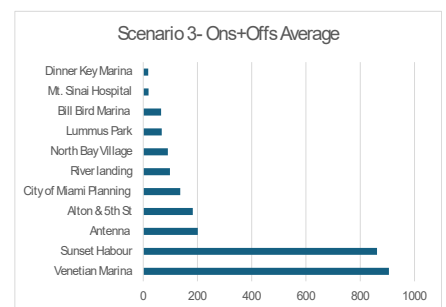 Scenario 3- Ons+Offs Average
Dinner Key Marina
Mt. Sinai Hospital
Bill Bird Marina
Lummus Park
North Bay Village
River landing
City of Miami Planning
Alton & 5th St
Antenna
Sunset Habour
Venetian Marina
0 200 400 600 800 1000